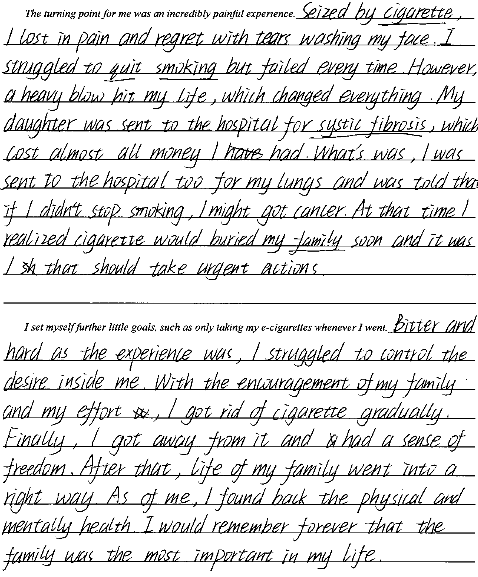 The turning point for me was an incredibly painful experience. Seized by cigarette,
I lost in pain and regret with tears washing my face. I
struggled to quit smoking but failed every time. However,
a heavy blow hit my life, which changed everything. My
daughter was sent to the hospital for systic fibrosis, which
cost almost all money I have had. What's was, I was
sent to the hospital too for my lungs and was told that
if I didn't stop smoking, I might got cancer. At that time I
realized cigarette would buried my family soon and it was
I that should take urgent actions.
I set myself further little goals, such as only taking my e-cigarettes whenever I went. Bitter and
hard as the experience was, I struggled to control the
desire inside me. With the encouragement of my family
and my effort, I got rid of cigarette gradually.
Finally, I got away from it and had a sense of
freedom. After that, life of my family went into a
right way. As of me, I found back the physical and
mentally health. I would remember forever that the
family was the most important in my life.